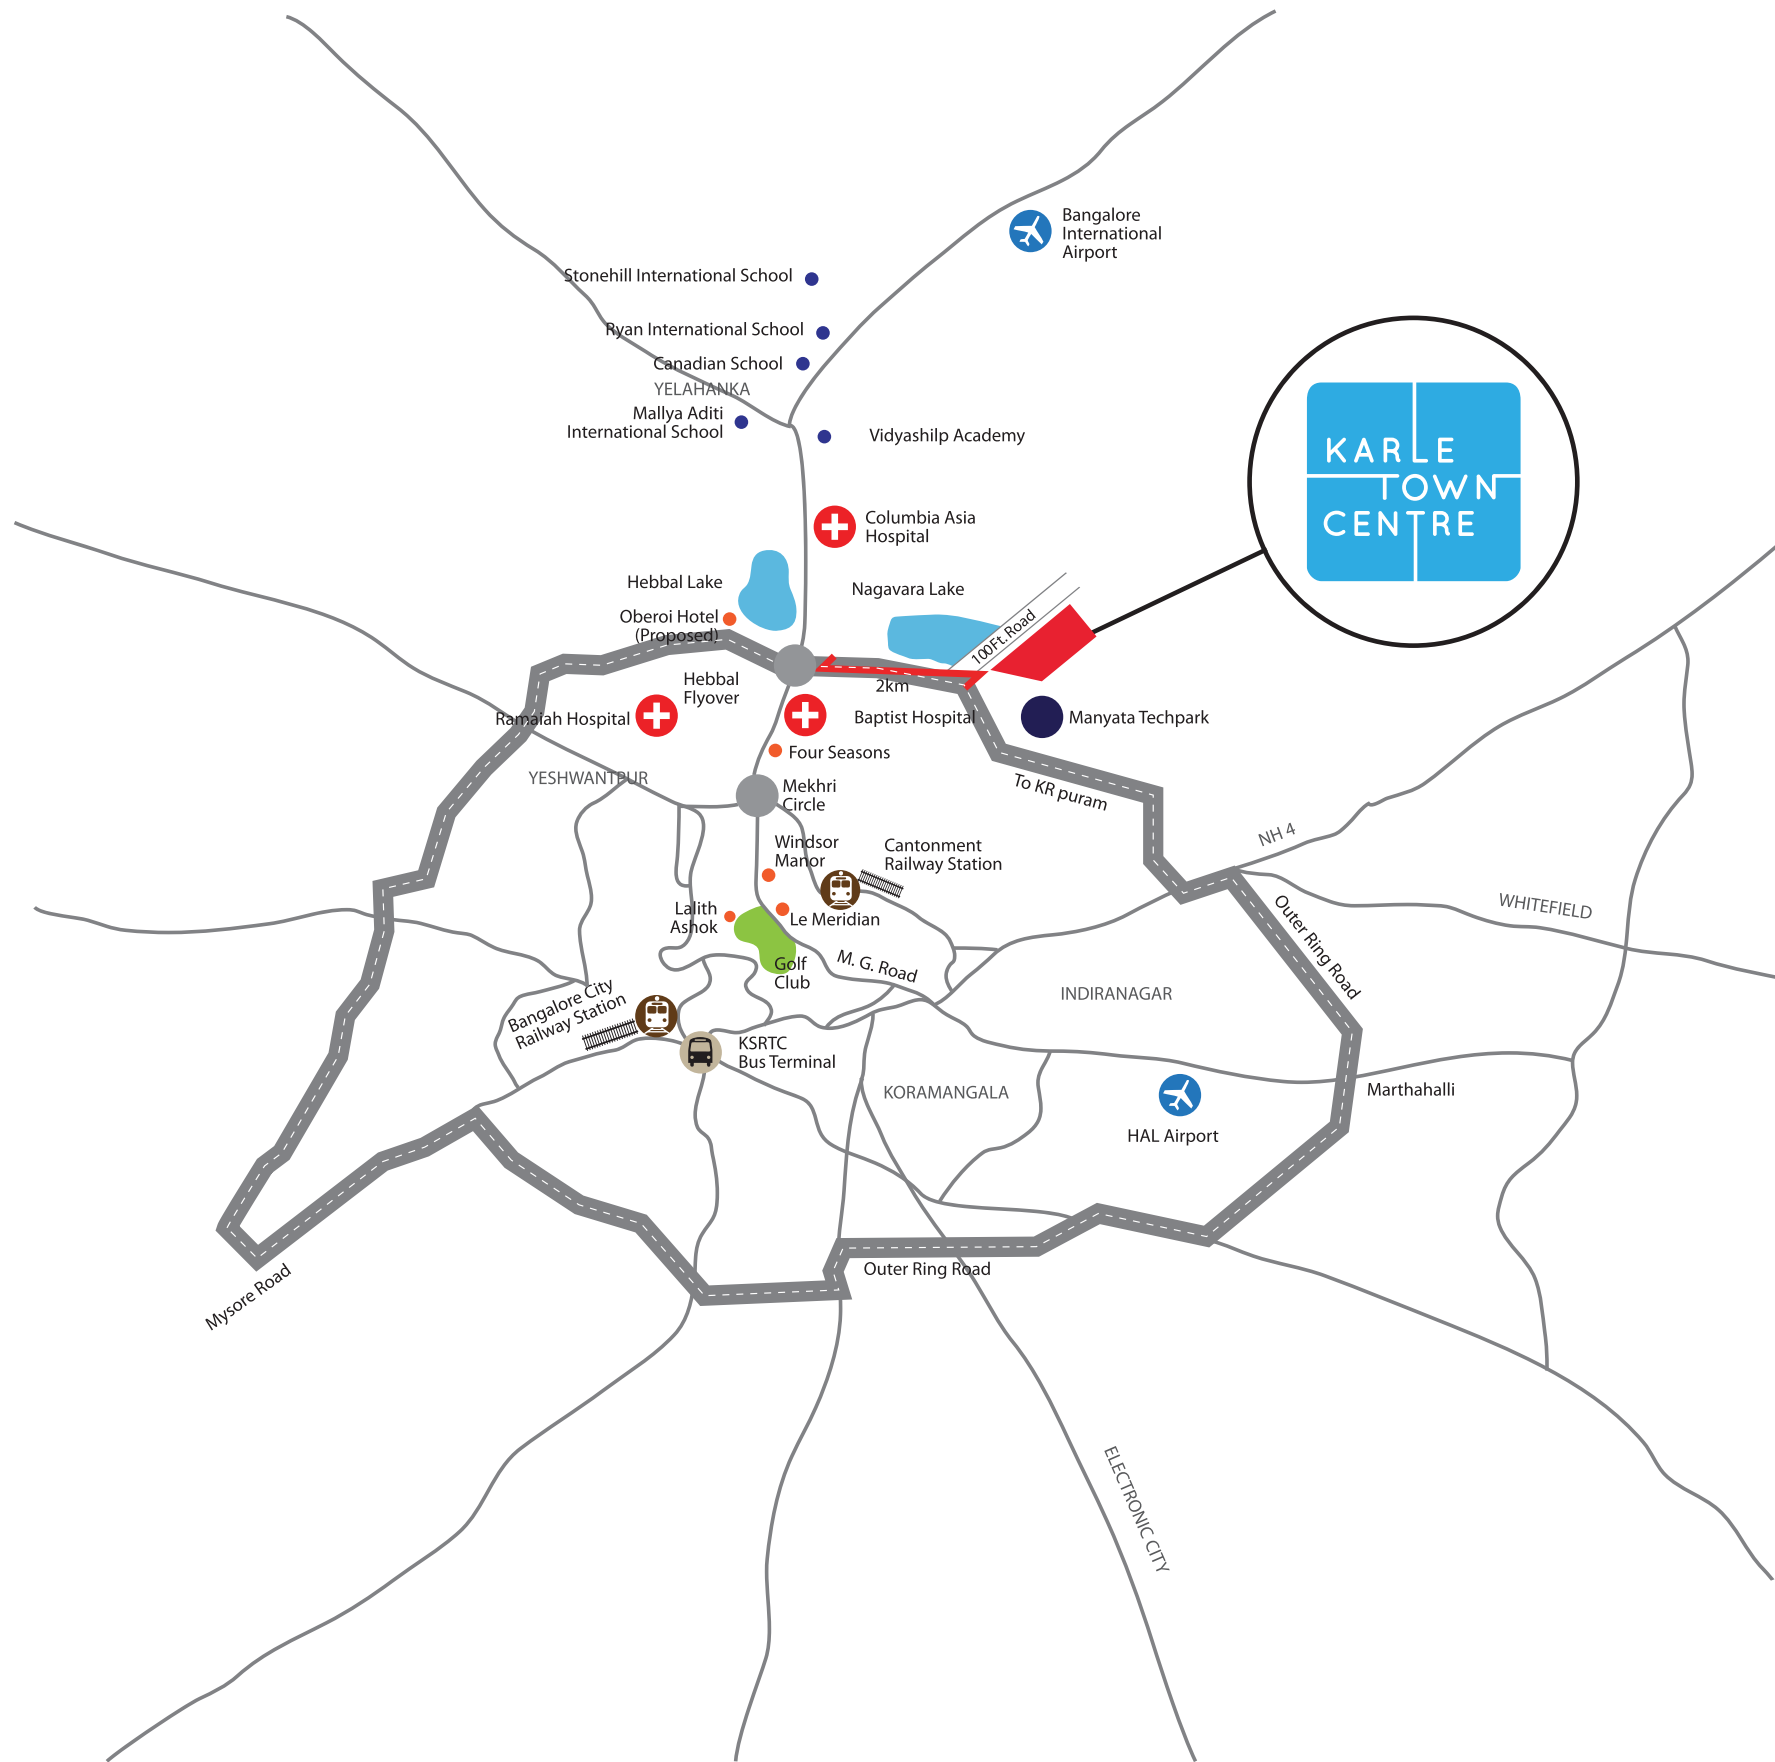 Bangalore
International
Airport
Stonehill International School
Ryan International School
Canadian School
YELAHANKA
Mallya Aditi
International School
Vidyashilp Academy
KARLE
TOWN
CENTRE
Columbia Asia
Hospital
Hebbal Lake
Nagavara Lake
Oberoi Hotel
(Proposed)
100Ft. Road
2km
Hebbal
Flyover
Ramaiah Hospital
Baptist Hospital
Manyata Techpark
Four Seasons
YESHWANTPUR
Mekhri
Circle
To KR puram
NH 4
Windsor
Manor
Cantonment
Railway Station
WHITEFIELD
Lalith
Ashok
Le Meridian
Outer Ring Road
Golf
Club
M. G. Road
INDIRANAGAR
Bangalore City
Railway Station
KSRTC
Bus Terminal
KORAMANGALA
Marthahalli
HAL Airport
Outer Ring Road
Mysore Road
ELECTRONIC CITY